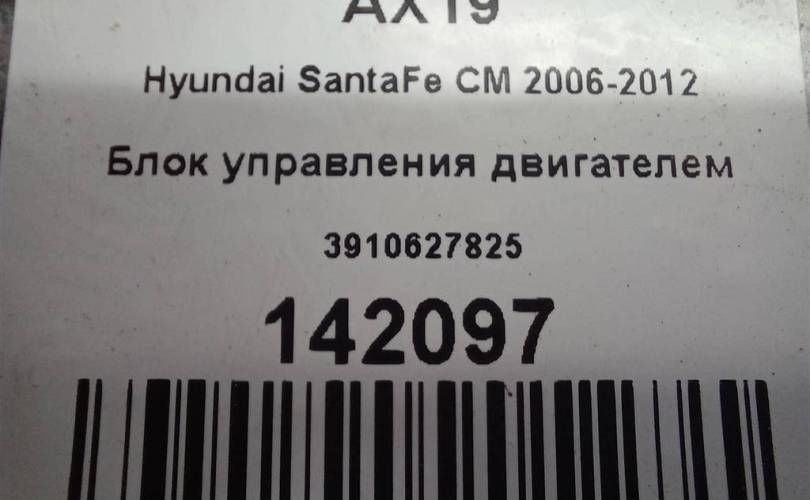 AX19
Hyundai SantaFe CM 2006-2012
Блок управления двигателем
3910627825
142097